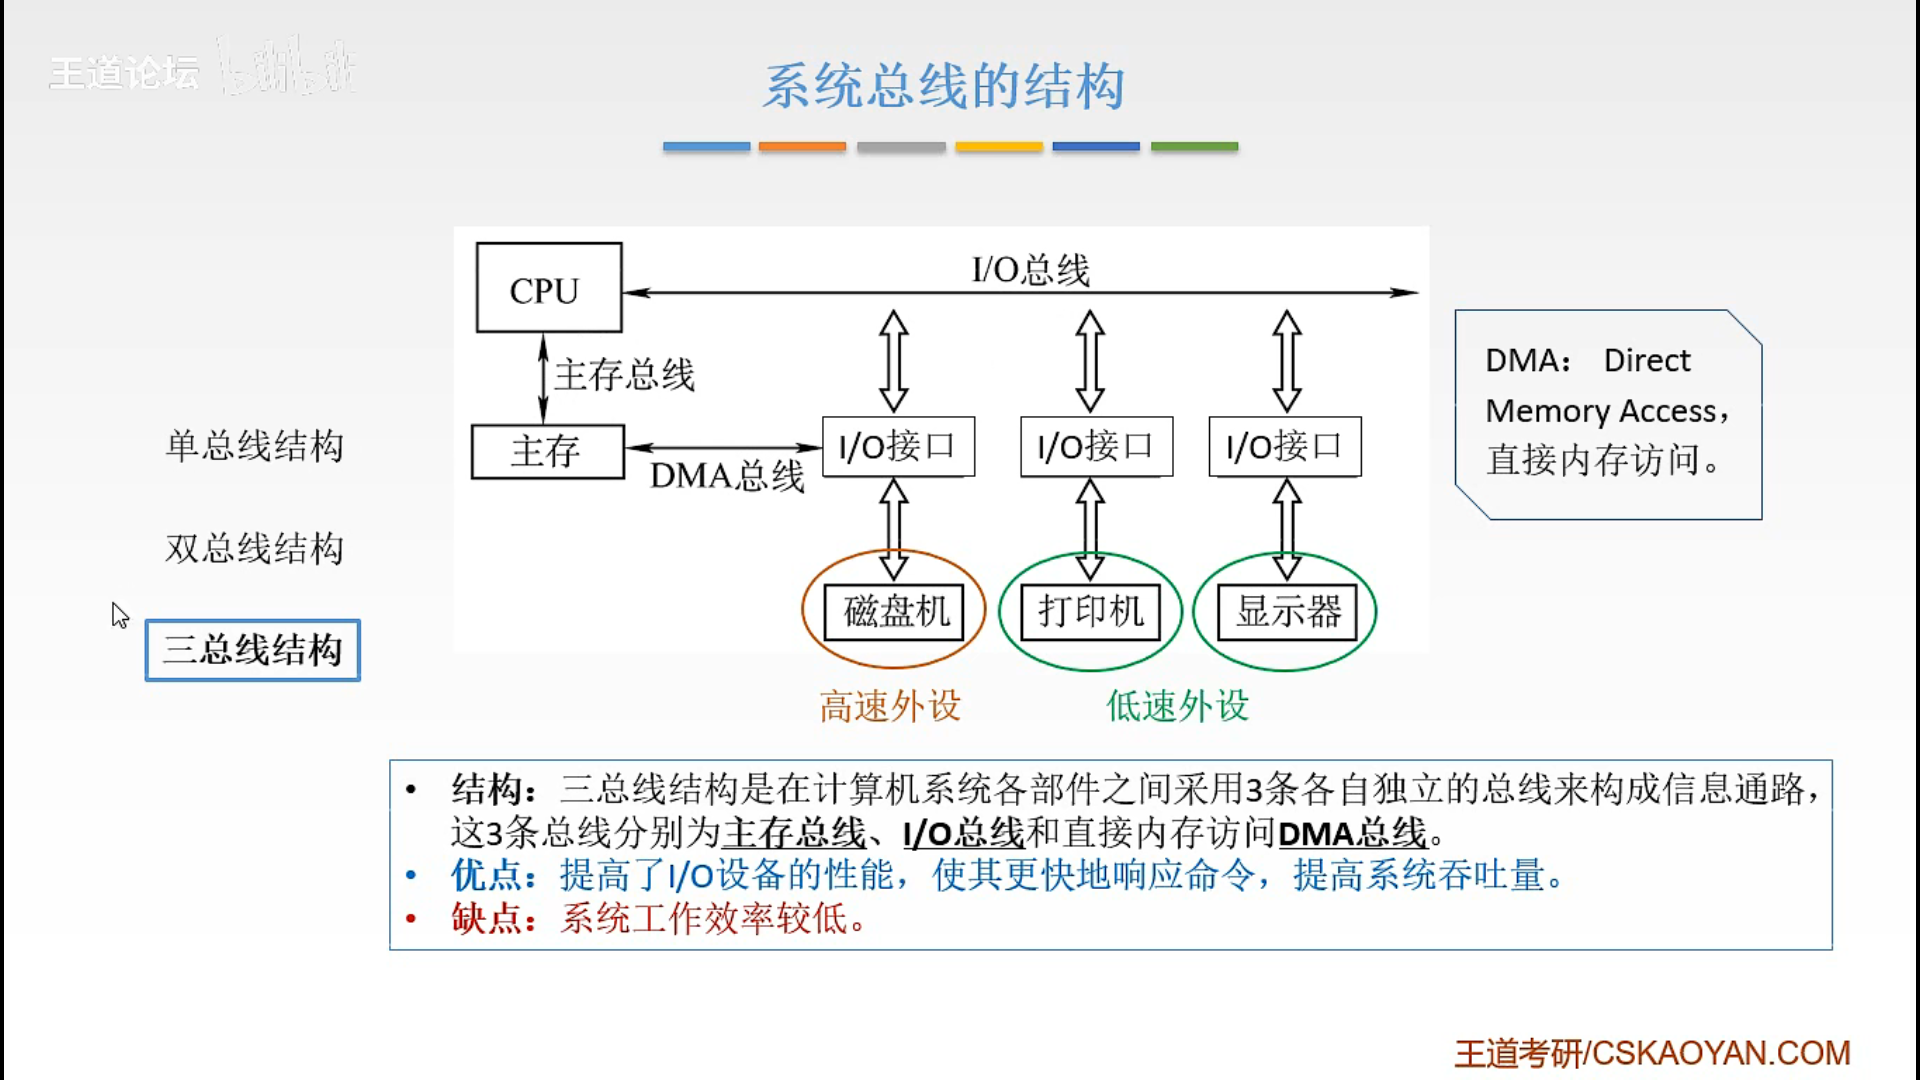 王道论坛 bilibili
系统总线的结构
CPU
I/O总线
主存总线
主存
DMA总线
I/O接口
I/O接口
I/O接口
磁盘机
打印机
显示器
高速外设
低速外设
DMA： Direct
Memory Access，
直接内存访问。
单总线结构
双总线结构
三总线结构
• 结构：三总线结构是在计算机系统各部件之间采用3条各自独立的总线来构成信息通路，
这3条总线分别为主存总线、I/O总线和直接内存访问DMA总线。
• 优点：提高了I/O设备的性能，使其更快地响应命令，提高系统吞吐量。
• 缺点：系统工作效率较低。
王道考研/CSKAOYAN.COM